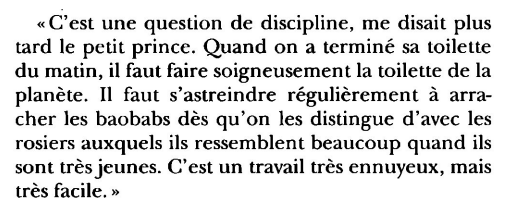 «C'est une question de discipline, me disait plus
tard le petit prince. Quand on a terminé sa toilette
du matin, il faut faire soigneusement la toilette de la
planète. Il faut s'astreindre régulièrement à arra-
cher les baobabs dès qu'on les distingue d'avec les
rosiers auxquels ils ressemblent beaucoup quand ils
sont très jeunes. C'est un travail très ennuyeux, mais
très facile.»